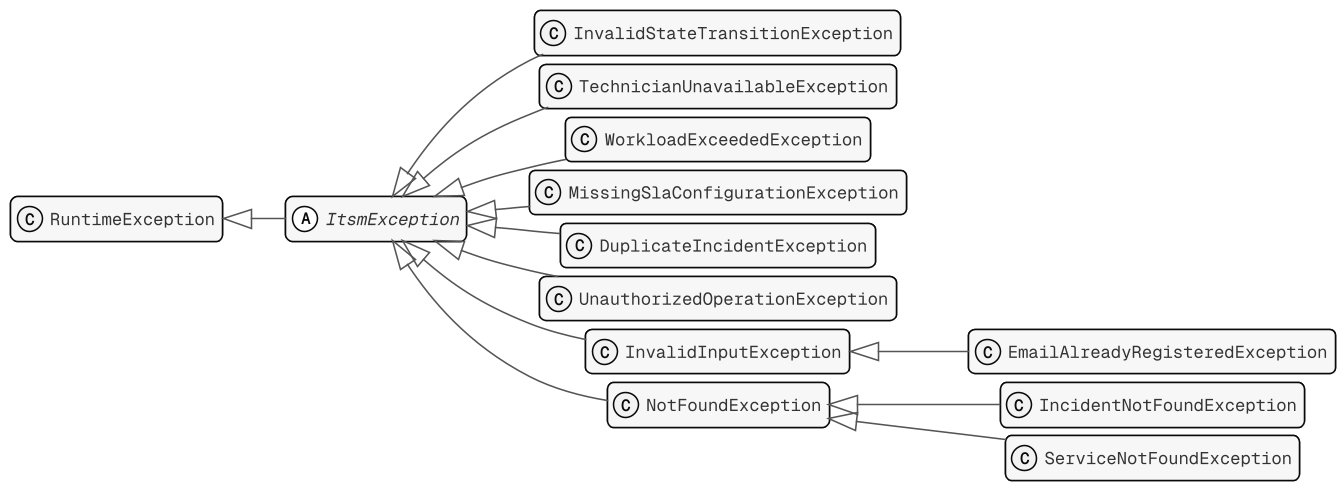 C InvalidStateTransitionException
C TechnicianUnavailableException
C WorkloadExceededException
C MissingSlaConfigurationException
C RuntimeException
A ItsmException
C DuplicateIncidentException
C UnauthorizedOperationException
C InvalidInputException
C EmailAlreadyRegisteredException
C NotFoundException
C IncidentNotFoundException
C ServiceNotFoundException